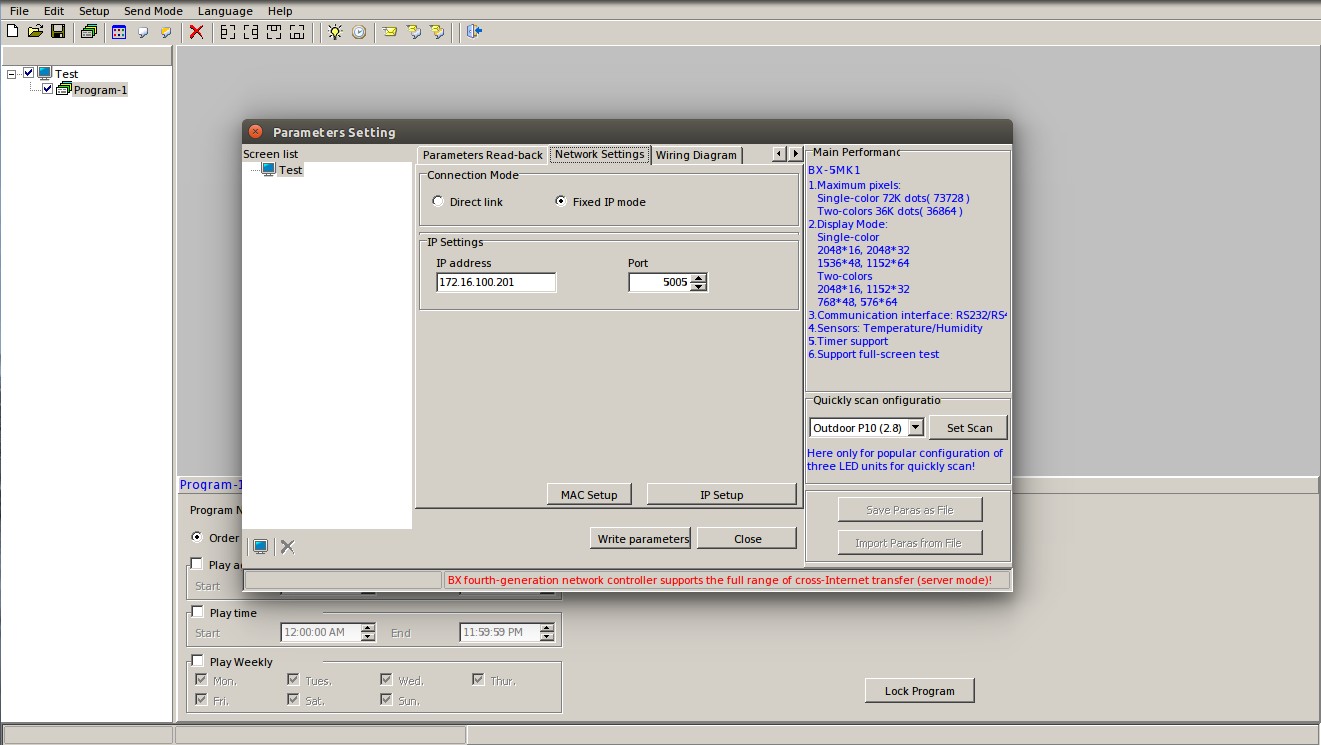 File Edit Setup Send Mode Language Help
Test
Program-1
Parameters Setting
Screen list
Test
Parameters Read-back Network Settings Wiring Diagram
Connection Mode
Direct link Fixed IP mode
IP Settings
IP address Port
172.16.100.201 5005
MAC Setup IP Setup
Write parameters Close
Main Performanc
BX-5MK1
1.Maximum pixels:
Single-color 72K dots( 73728 )
Two-colors 36K dots( 36864 )
2.Display Mode:
Single-color
2048*16, 2048*32
1536*48, 1152*64
Two-colors
2048*16, 1152*32
768*48, 576*64
3.Communication interface: RS232/RS4
4.Sensors: Temperature/Humidity
5.Timer support
6.Support full-screen test
Quickly scan onfiguratio
Outdoor P10 (2.8) Set Scan
Here only for popular configuration of
three LED units for quickly scan!
Save Paras as File
Import Paras from File
BX fourth-generation network controller supports the full range of cross-Internet transfer (server mode)!
Program-1
Program N
Order
Play a
Start
Play time
Start 12:00:00 AM End 11:59:59 PM
Play Weekly
Mon. Tues. Wed. Thur.
Fri. Sat. Sun.
Lock Program